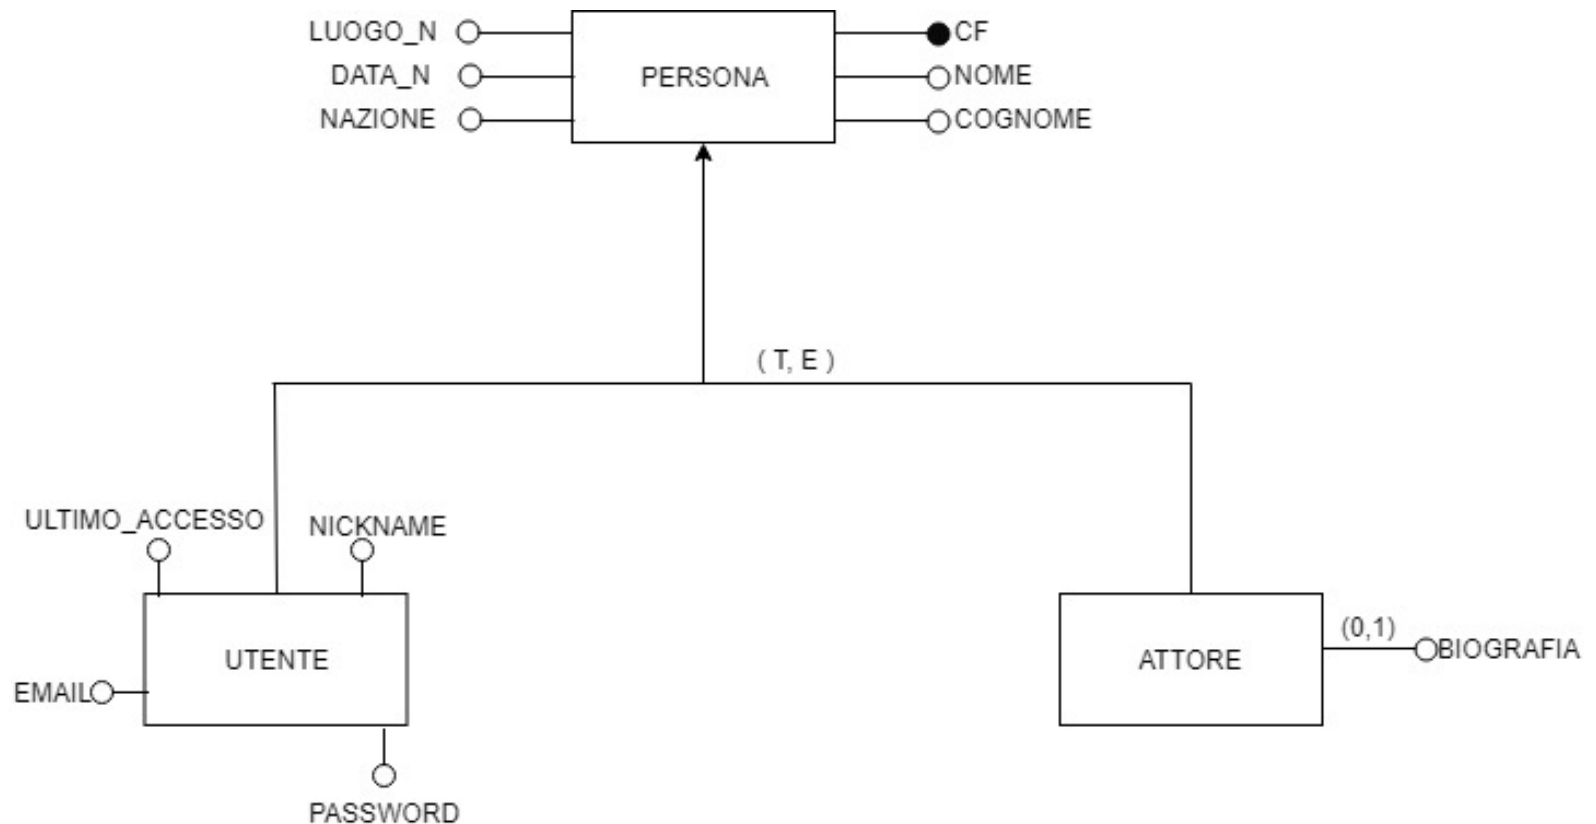 LUOGO_N
CF
DATA_N
PERSONA
NOME
NAZIONE
COGNOME
( T, E )
ULTIMO_ACCESSO
NICKNAME
(0,1)
UTENTE
ATTORE
BIOGRAFIA
EMAIL
PASSWORD